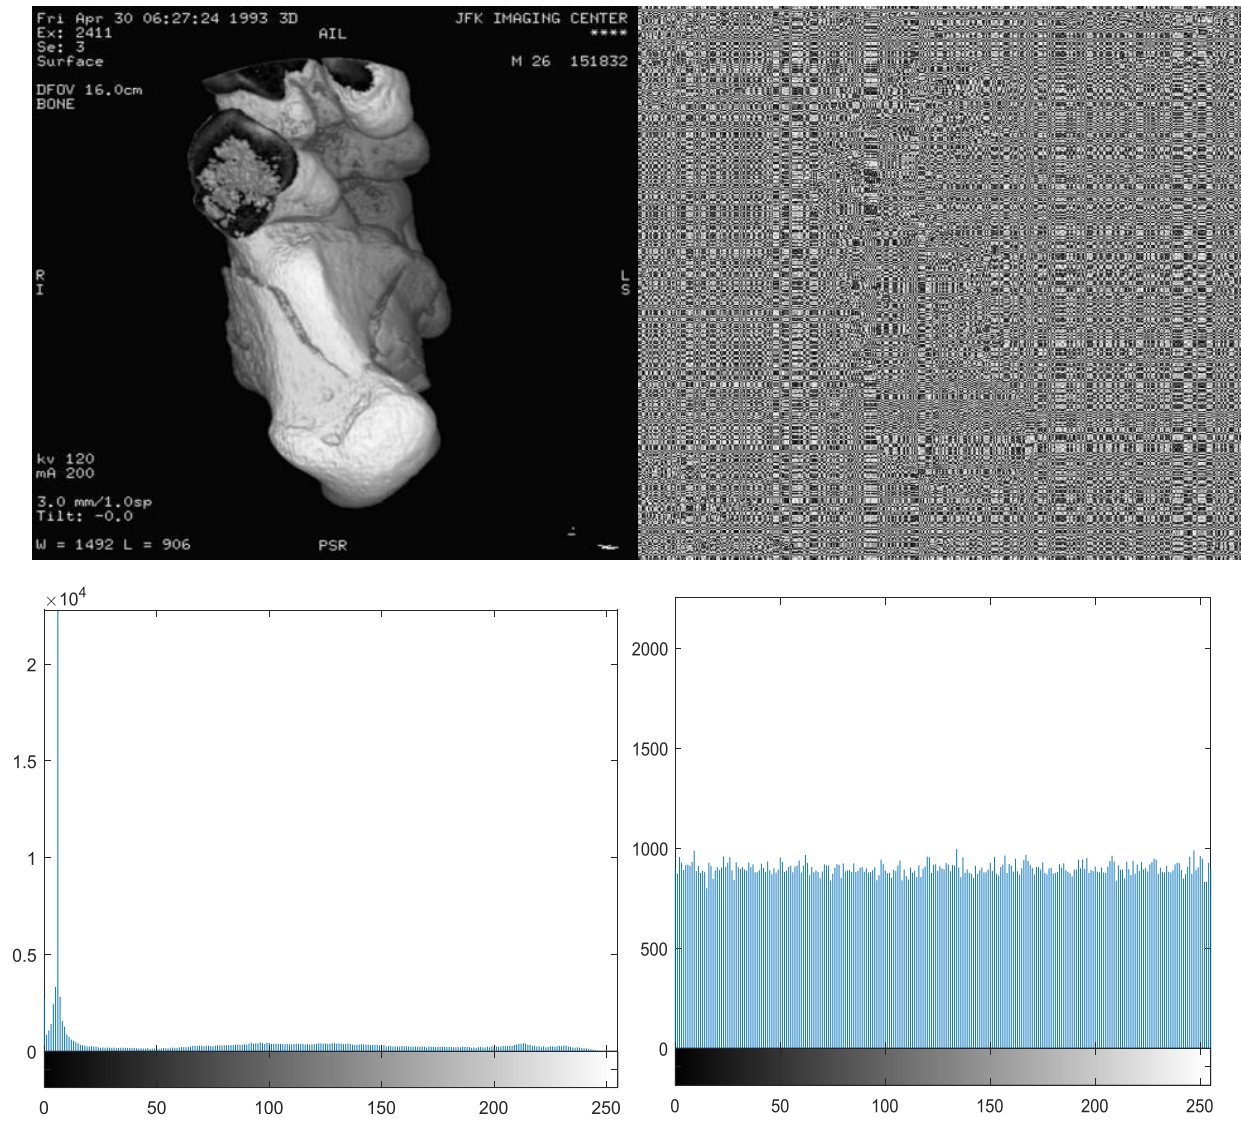 Fri Apr 30 06:27:24 1993 3D
JFK IMAGING CENTER
Ex: 2411
AIL
****
Se: 3
Surface
M 26 151832
DFOV 16.0cm
BONE
R
I
L
S
kv 120
mA 200
3.0 mm/1.0sp
Tilt: -0.0
W = 1492 L = 906
PSR
×10⁴
2
1.5
1
0.5
0
0 50 100 150 200 250
2000
1500
1000
500
0
0 50 100 150 200 250